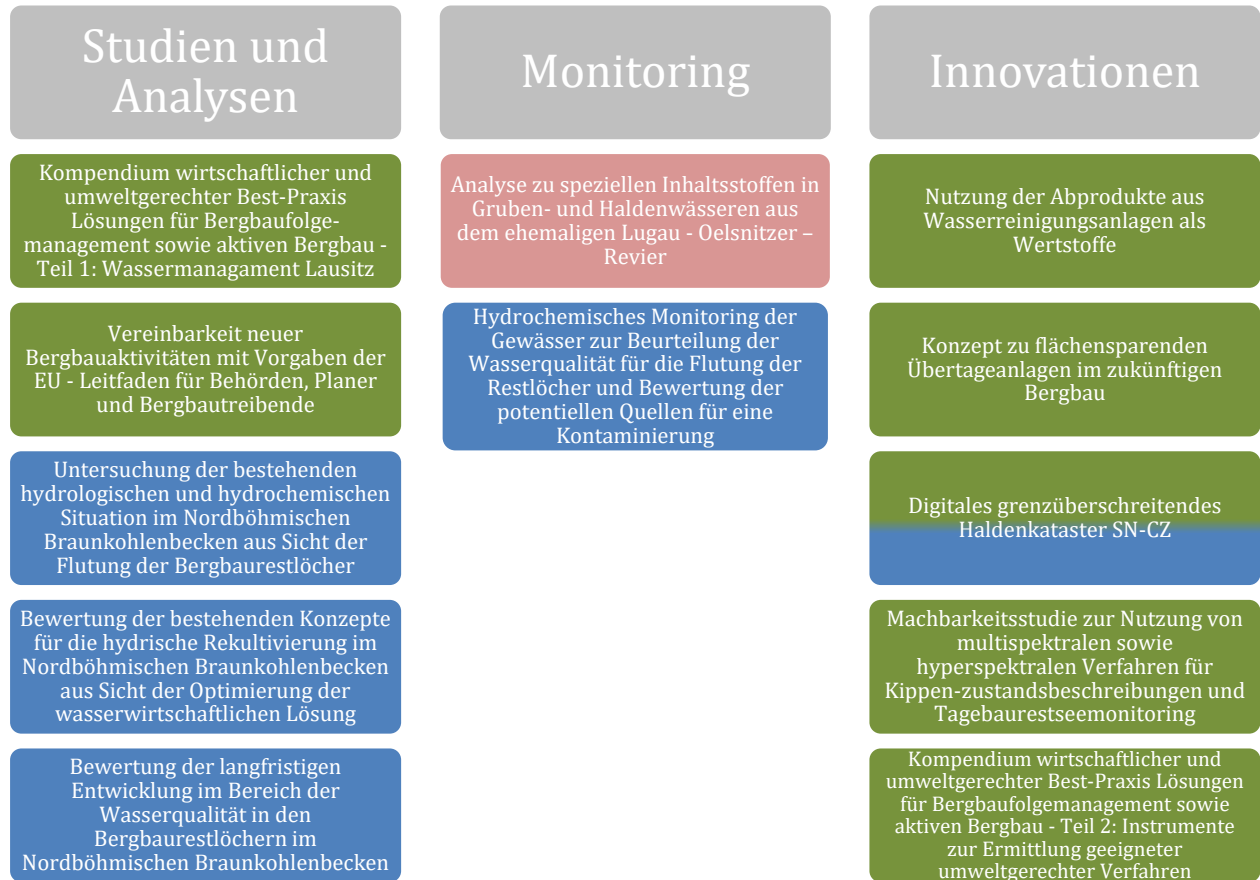 Studien und
Analysen
Kompendium wirtschaftlicher und
umweltgerechter Best-Praxis
Lösungen für Bergbaufolge-
management sowie aktiven Bergbau -
Teil 1: Wassermanagament Lausitz
Vereinbarkeit neuer
Bergbauaktivitäten mit Vorgaben der
EU - Leitfaden für Behörden, Planer
und Bergbautreibende
Untersuchung der bestehenden
hydrologischen und hydrochemischen
Situation im Nordböhmischen
Braunkohlenbecken aus Sicht der
Flutung der Bergbaurestlöcher
Bewertung der bestehenden Konzepte
für die hydrische Rekultivierung im
Nordböhmischen Braunkohlenbecken
aus Sicht der Optimierung der
wasserwirtschaftlichen Lösung
Bewertung der langfristigen
Entwicklung im Bereich der
Wasserqualität in den
Bergbaurestlöchern im
Nordböhmischen Braunkohlenbecken
Monitoring
Analyse zu speziellen Inhaltsstoffen in
Gruben- und Haldenwässeren aus
dem ehemaligen Lugau - Oelsnitzer –
Revier
Hydrochemisches Monitoring der
Gewässer zur Beurteilung der
Wasserqualität für die Flutung der
Restlöcher und Bewertung der
potentiellen Quellen für eine
Kontaminierung
Innovationen
Nutzung der Abprodukte aus
Wasserreinigungsanlagen als
Wertstoffe
Konzept zu flächensparenden
Übertageanlagen im zukünftigen
Bergbau
Digitales grenzüberschreitendes
Haldenkataster SN-CZ
Machbarkeitsstudie zur Nutzung von
multispektralen sowie
hyperspektralen Verfahren für
Kippen-zustandsbeschreibungen und
Tagebaurestseemonitoring
Kompendium wirtschaftlicher und
umweltgerechter Best-Praxis Lösungen
für Bergbaufolgemanagement sowie
aktiven Bergbau - Teil 2: Instrumente
zur Ermittlung geeigneter
umweltgerechter Verfahren